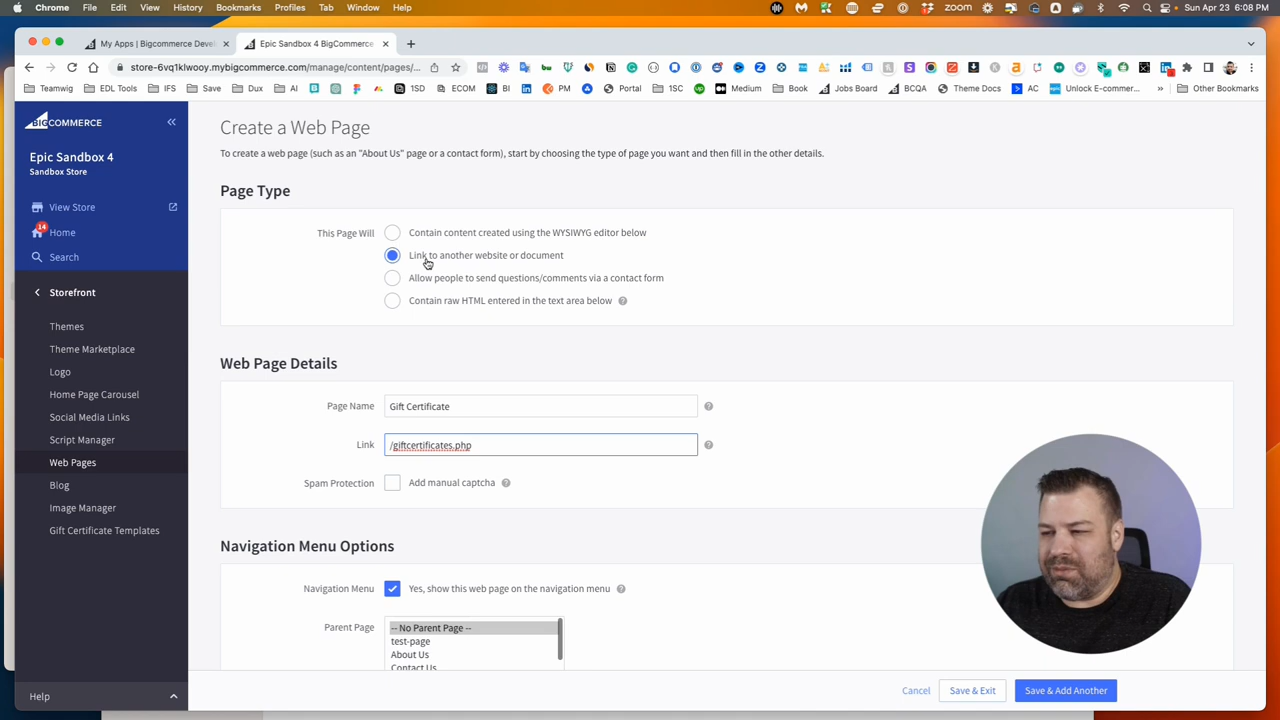 Chrome File Edit View History Bookmarks Profiles Tab Window Help Sun Apr 23 6:08 PM
My Apps | Bigcommerce Devel
Epic Sandbox 4 BigCommerce
store-6vq1klwooy.mybigcommerce.com/manage/content/pages/...
Teamwig EDL Tools IFS Save Dux AI 1SD ECOM BI PM Portal 1SC Medium Book Jobs Board BCQA Theme Docs AC Unlock E-commer... » Other Bookmarks
BIGCOMMERCE
Epic Sandbox 4
Sandbox Store
View Store
14
Home
Search
Storefront
Themes
Theme Marketplace
Logo
Home Page Carousel
Social Media Links
Script Manager
Web Pages
Blog
Image Manager
Gift Certificate Templates
Help
Create a Web Page
To create a web page (such as an "About Us" page or a contact form), start by choosing the type of page you want and then fill in the other details.
Page Type
This Page Will Contain content created using the WYSIWYG editor below
Link to another website or document
Allow people to send questions/comments via a contact form
Contain raw HTML entered in the text area below
Web Page Details
Page Name Gift Certificate
Link /giftcertificates.php
Spam Protection Add manual captcha
Navigation Menu Options
Navigation Menu Yes, show this web page on the navigation menu
Parent Page -- No Parent Page --
test-page
About Us
Contact Us
Cancel Save & Exit Save & Add Another